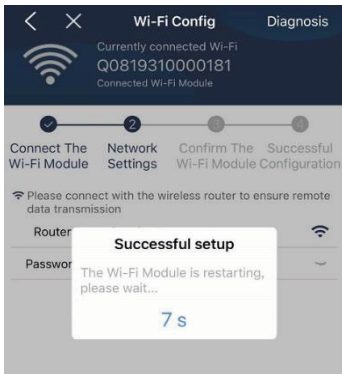 Wi-Fi Config
Diagnosis
Currently connected Wi-Fi
Q0819310000181
Connected Wi-Fi Module
2
3
4
Connect The
Wi-Fi Module
Network
Settings
Confirm The
Wi-Fi Module
Successful
Configuration
Please connect with the wireless router to ensure remote
data transmission
Router
Passwor
Successful setup
The Wi-Fi Module is restarting,
please wait...
7 s